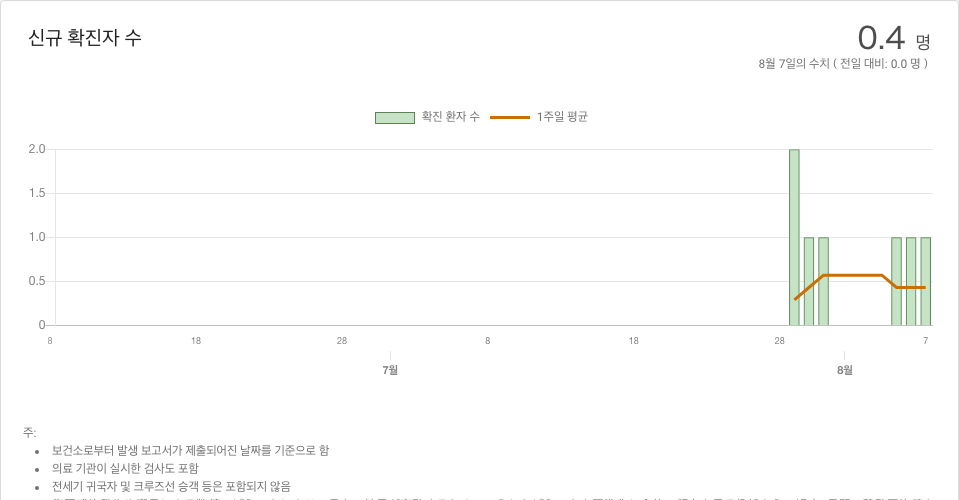 신규 확진자 수
0.4 명
8월 7일의 수치 ( 전일 대비: 0.0 명 )
확진 환자 수 1주일 평균
2.0
1.5
1.0
0.5
0
8 18 28 8 18 28 7
7월 8월
주:
보건소로부터 발생 보고서가 제출되어진 날짜를 기준으로 함
의료 기관이 실시한 검사도 포함
전세기 귀국자 및 크루즈선 승객 등은 포함되지 않음